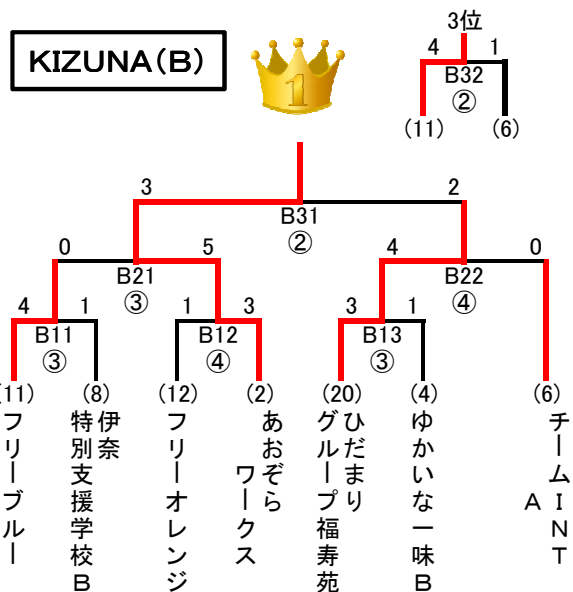 KIZUNA(B)
1
3位
4 1
B32
②
(11) (6)
3 2
B31
②
0 5 4 0
B21 B22
③ ④
4 1 1 3 3 1
B11 B12 B13
③ ④ ③
(11) (8) (12) (2) (20) (4) (6)
フリーブルー
伊奈
特別支援学校B
フリーオレンジ
あおぞら
ワークス
ひだまり
グループ福寿苑
ゆかいな一味B
チームINT
A